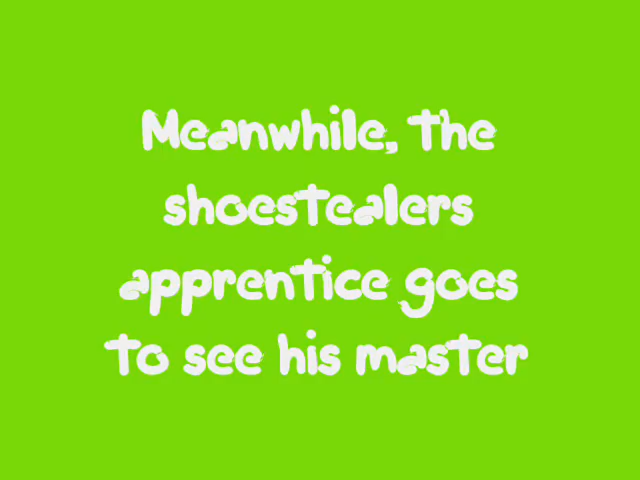 Meanwhile, the
shoestealers
apprentice goes
to see his master